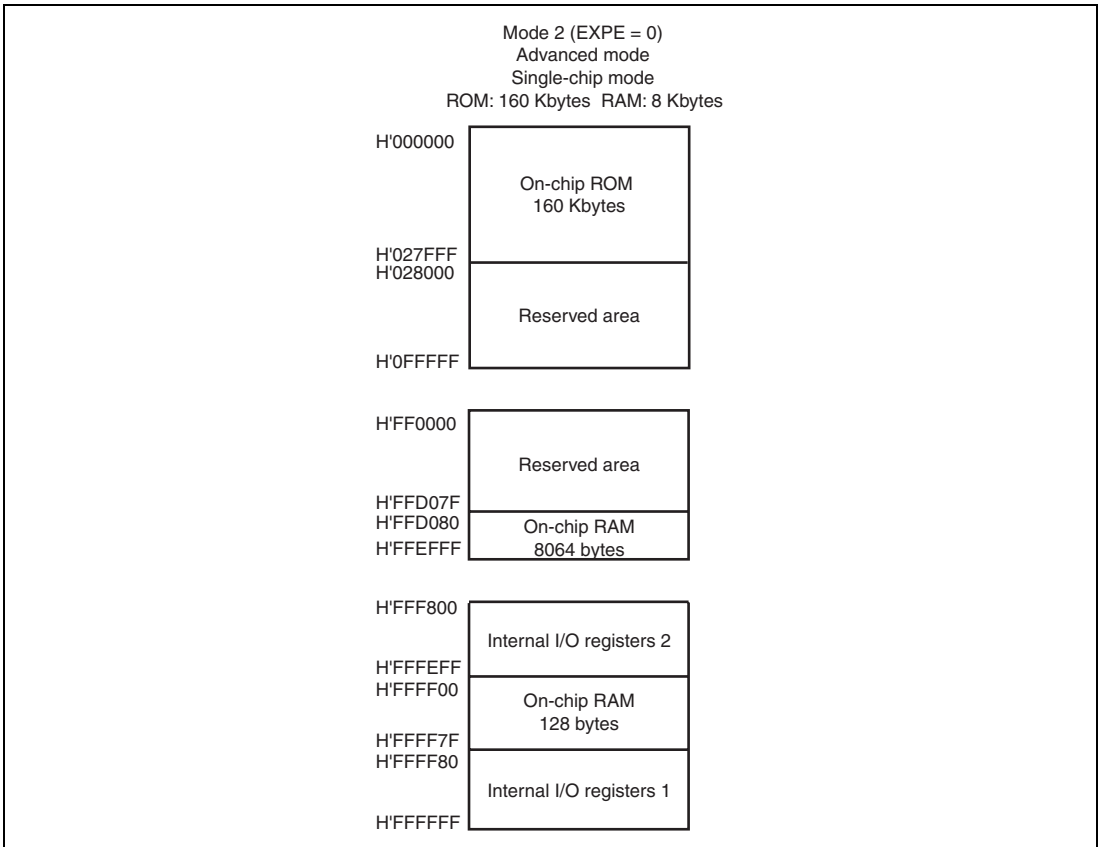 Mode 2 (EXPE = 0)
Advanced mode
Single-chip mode
ROM: 160 Kbytes RAM: 8 Kbytes
H'000000
On-chip ROM
160 Kbytes
H'027FFF
H'028000
Reserved area
H'0FFFFF
H'FF0000
Reserved area
H'FFD07F
H'FFD080
On-chip RAM
H'FFEFFF
8064 bytes
H'FFF800
Internal I/O registers 2
H'FFFEFF
H'FFFF00
On-chip RAM
128 bytes
H'FFFF7F
H'FFFF80
Internal I/O registers 1
H'FFFFFF